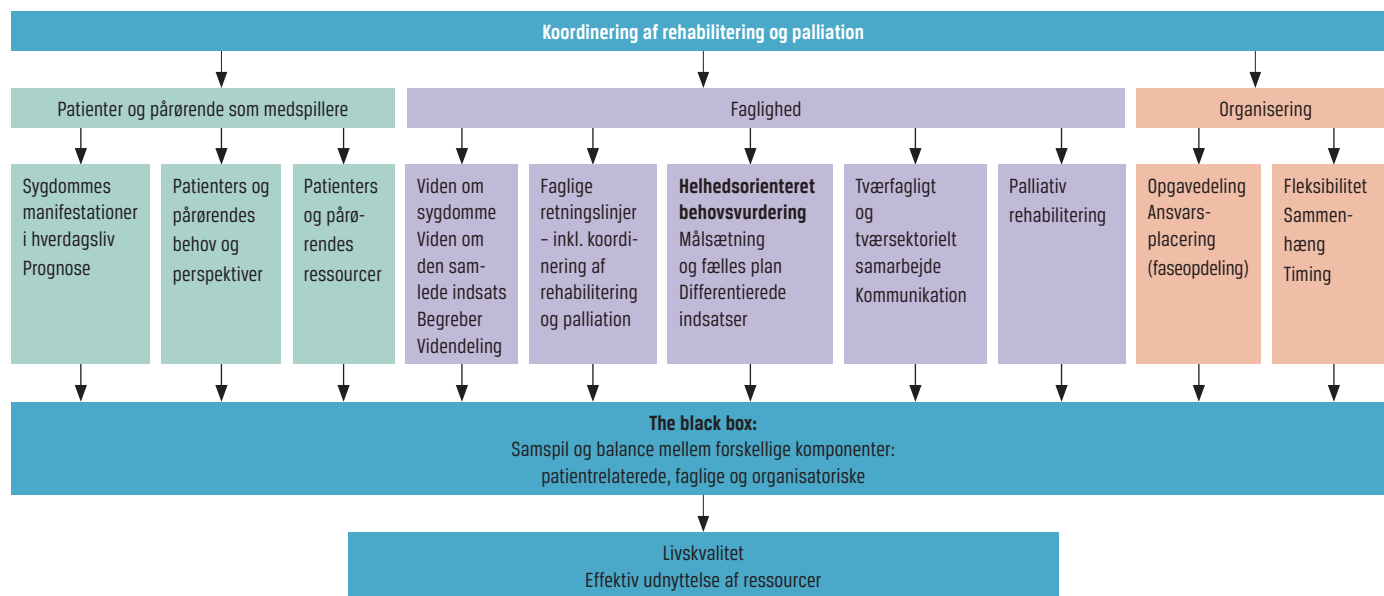 Koordinering af rehabilitering og palliation
Patienter og pårørende som medspillere
Faglighed
Organisering
Sygdommes
manifestationer
i hverdagsliv
Prognose
Patienters og
pårørendes
behov og
perspektiver
Patienters
og pårø-
rendes
ressourcer
Viden om
sygdomme
Viden om
den sam-
lede indsats
Begreber
Videndeling
Faglige
retningslinjer
– inkl. koordi-
nering af
rehabilitering
og palliation
Helhedsorienteret
behovsvurdering
Målsætning
og fælles plan
Differentierede
indsatser
Tværfagligt
og
tværsektorielt
samarbejde
Kommunikation
Palliativ
rehabilitering
Opgavedeling
Ansvars-
placering
(faseopdeling)
Fleksibilitet
Sammen-
hæng
Timing
The black box:
Samspil og balance mellem forskellige komponenter:
patientrelaterede, faglige og organisatoriske
Livskvalitet
Effektiv udnyttelse af ressourcer